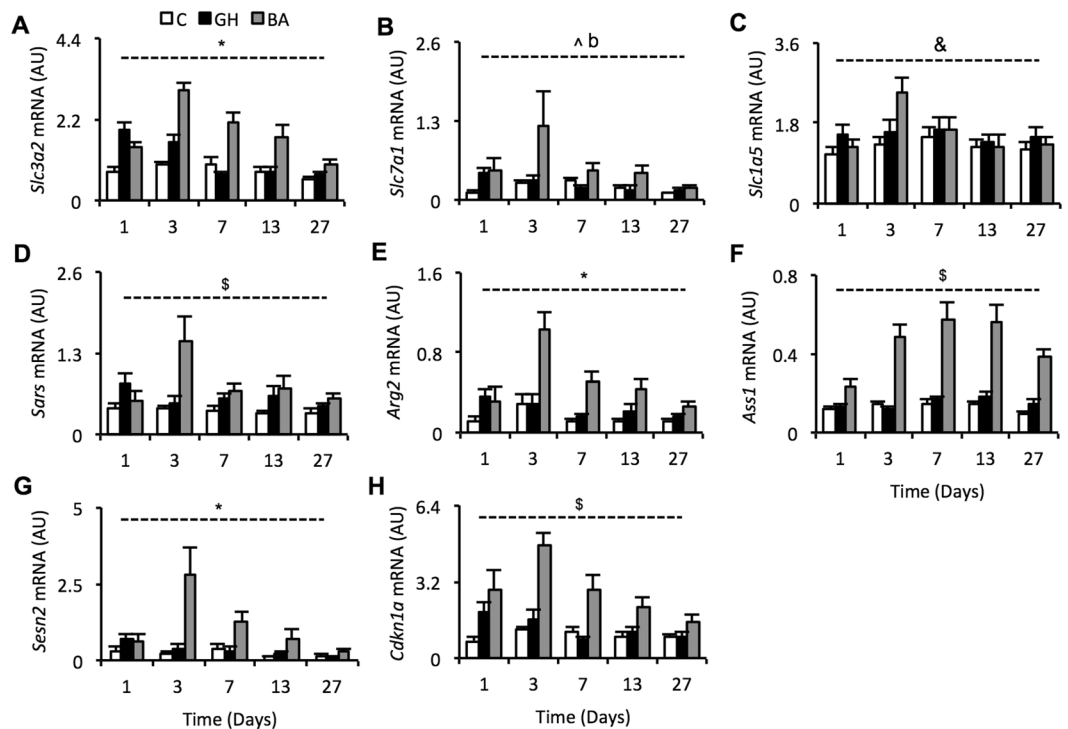 C GH BA
A
Slc3a2 mRNA (AU)
4.4
2.2
0
*
1 3 7 13 27
B
Slc7a1 mRNA (AU)
2.6
1.3
0
^ b
1 3 7 13 27
C
Slc1a5 mRNA (AU)
3.6
1.8
0
&
1 3 7 13 27
D
Sars mRNA (AU)
2.6
1.3
0
$
1 3 7 13 27
E
Arg2 mRNA (AU)
1.6
0.8
0
*
1 3 7 13 27
F
Ass1 mRNA (AU)
0.8
0.4
0
$
1 3 7 13 27
Time (Days)
G
Sesn2 mRNA (AU)
5
2.5
0
*
1 3 7 13 27
Time (Days)
H
Cdkn1a mRNA (AU)
6.4
3.2
0
$
1 3 7 13 27
Time (Days)